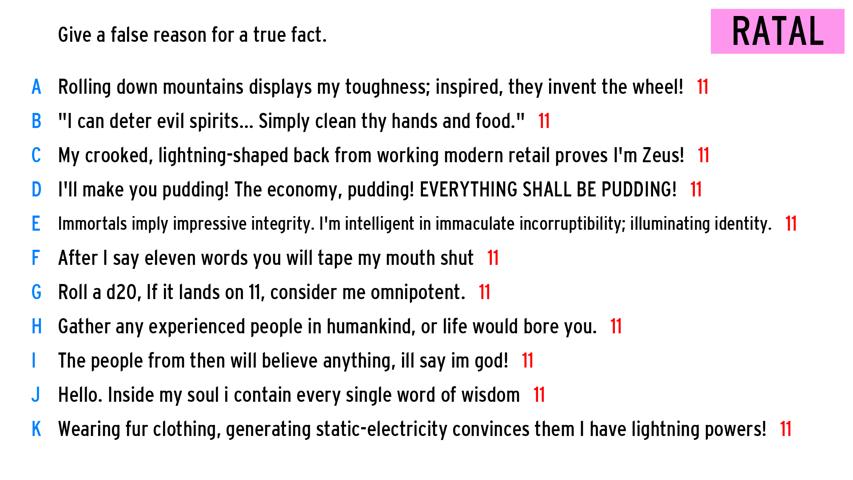 Give a false reason for a true fact.
RATAL
A Rolling down mountains displays my toughness; inspired, they invent the wheel! 11
B "I can deter evil spirits... Simply clean thy hands and food." 11
C My crooked, lightning-shaped back from working modern retail proves I'm Zeus! 11
D I'll make you pudding! The economy, pudding! EVERYTHING SHALL BE PUDDING! 11
E Immortals imply impressive integrity. I'm intelligent in immaculate incorruptibility; illuminating identity. 11
F After I say eleven words you will tape my mouth shut 11
G Roll a d20, If it lands on 11, consider me omnipotent. 11
H Gather any experienced people in humankind, or life would bore you. 11
I The people from then will believe anything, ill say im god! 11
J Hello. Inside my soul i contain every single word of wisdom 11
K Wearing fur clothing, generating static-electricity convinces them I have lightning powers! 11